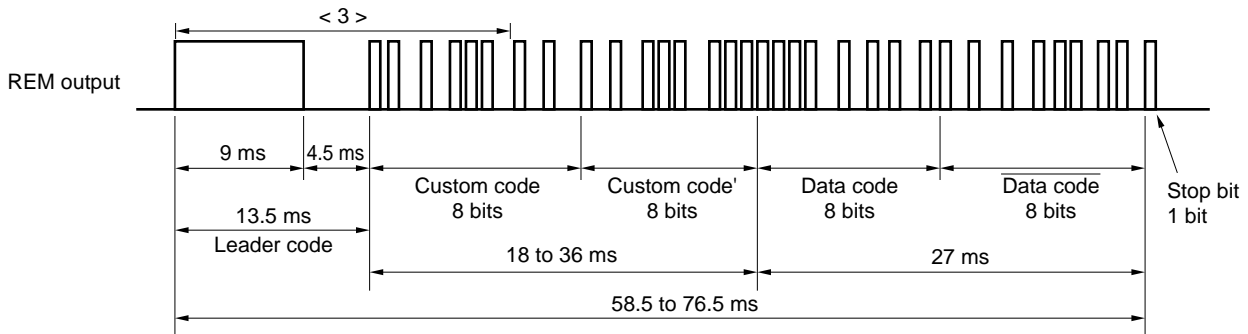 < 3 >
REM output
9 ms
4.5 ms
Custom code
8 bits
Custom code'
8 bits
Data code
8 bits
Data code
8 bits
Stop bit
1 bit
13.5 ms
Leader code
18 to 36 ms
27 ms
58.5 to 76.5 ms